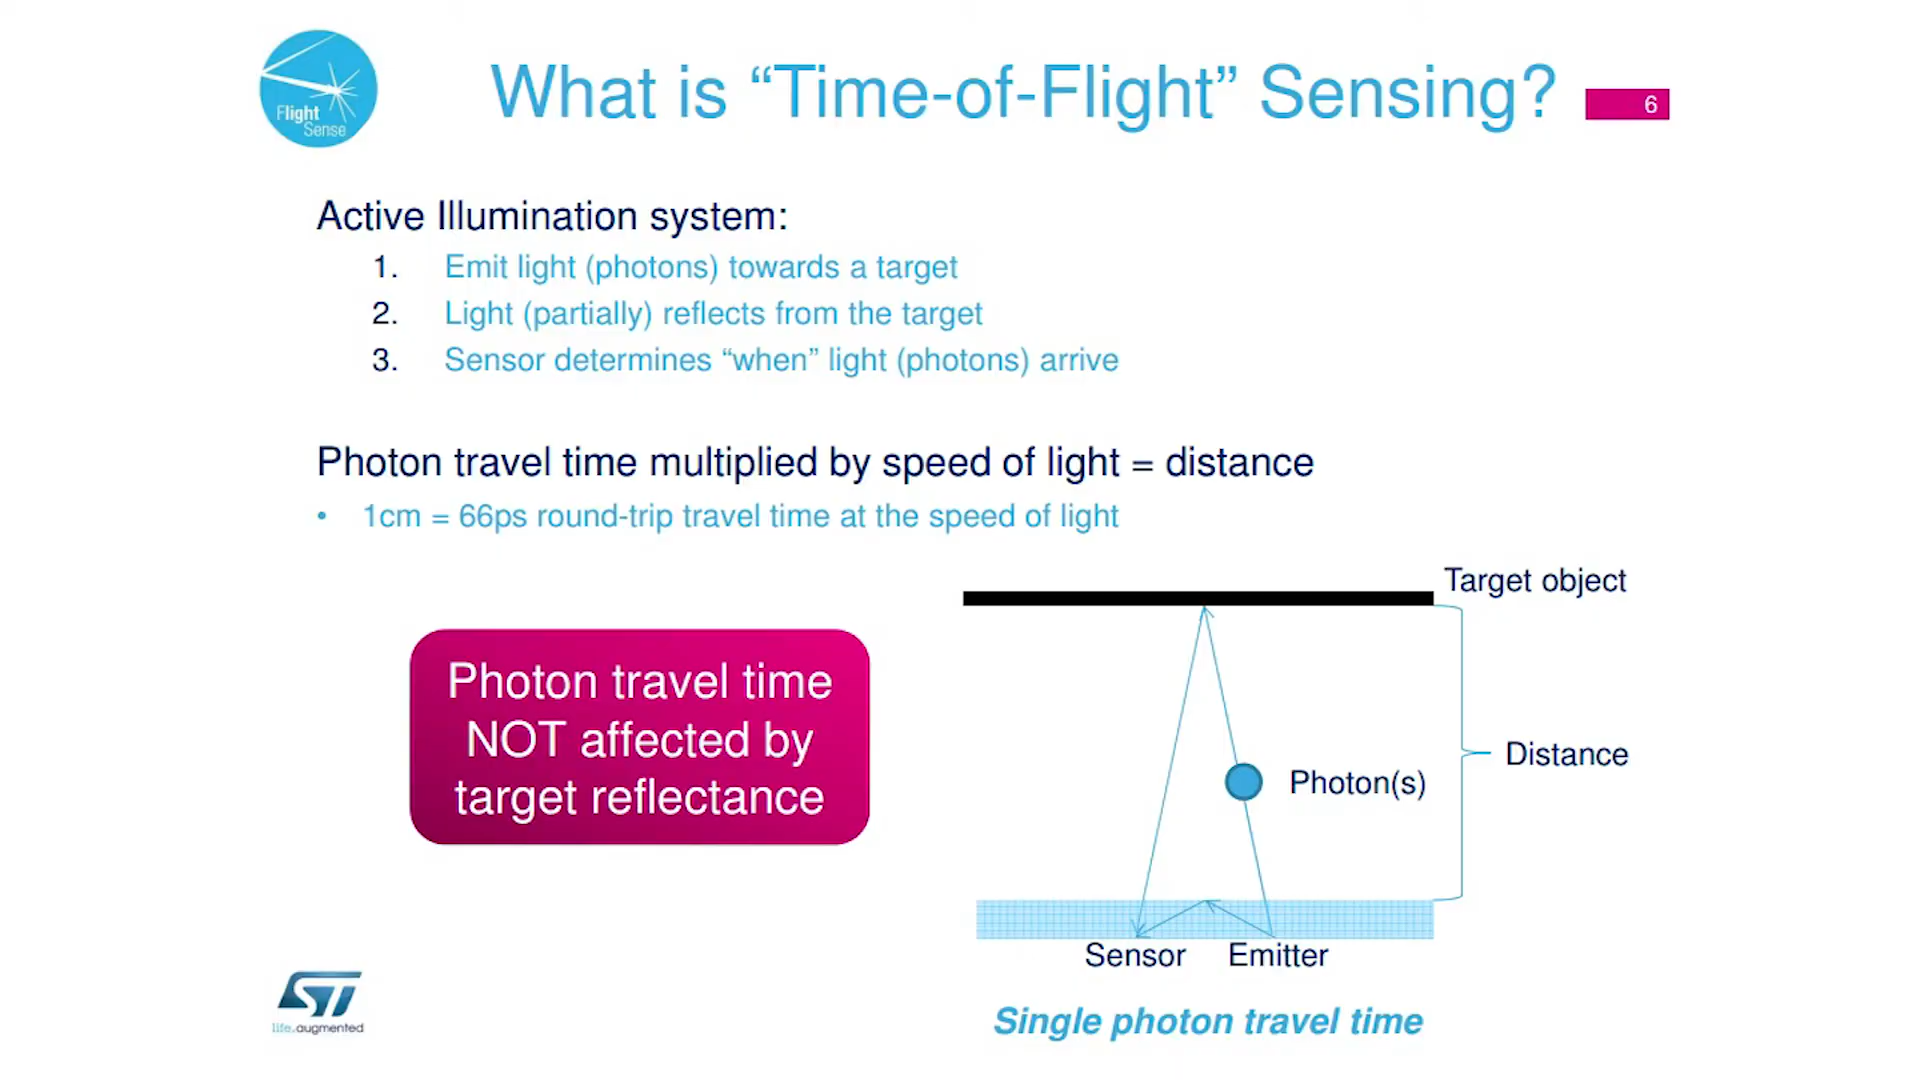 Flight
Sense
What is “Time-of-Flight” Sensing?
6
Active Illumination system:
1. Emit light (photons) towards a target
2. Light (partially) reflects from the target
3. Sensor determines “when” light (photons) arrive
Photon travel time multiplied by speed of light = distance
• 1cm = 66ps round-trip travel time at the speed of light
Photon travel time
NOT affected by
target reflectance
Target object
Distance
Photon(s)
Sensor
Emitter
Single photon travel time
ST
life.augmented